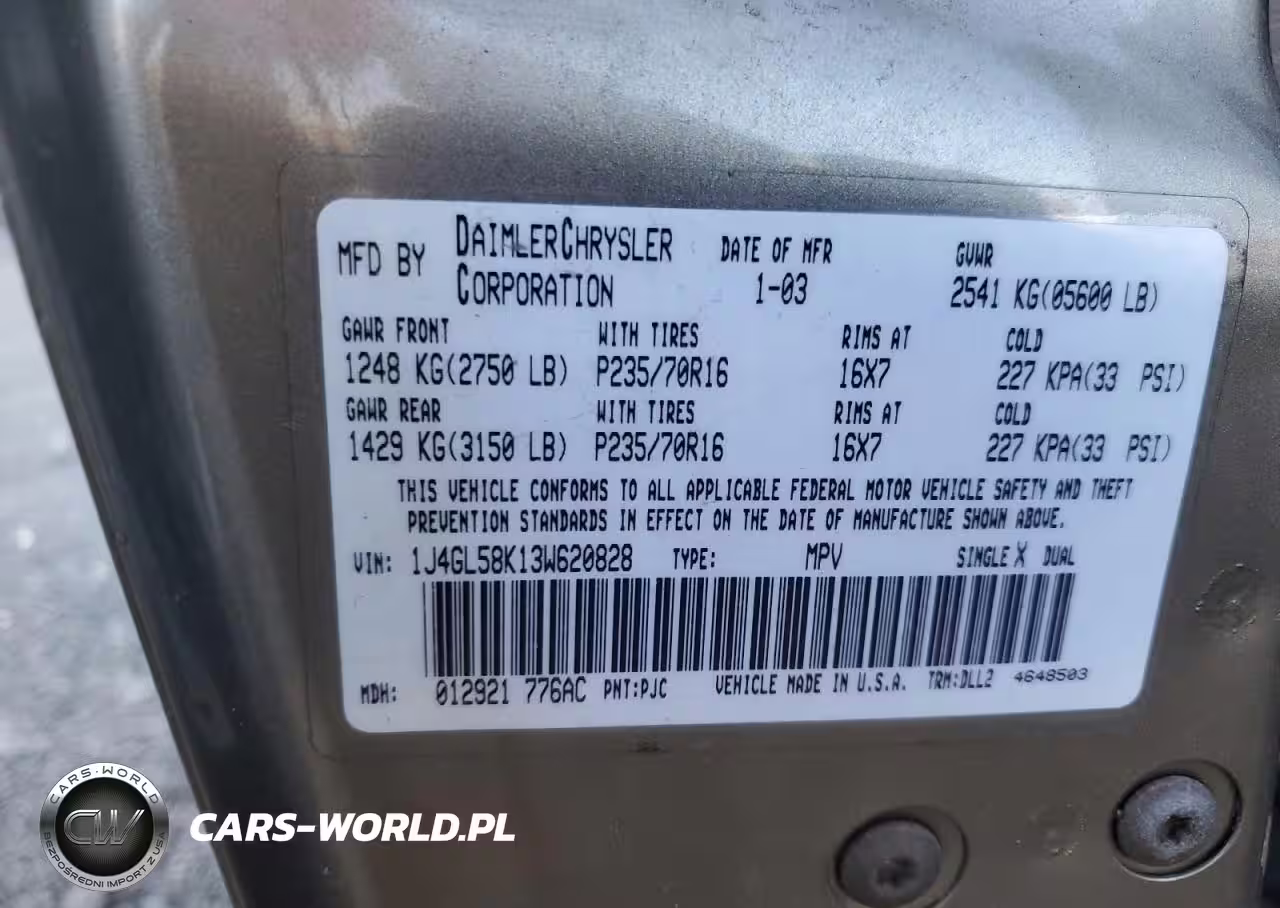 MFD BY DAIMLERCHRYSLER CORPORATION DATE OF MFR 1-03 GVWR 2541 KG(05600 LB)
GAWR FRONT WITH TIRES RIMS AT COLD
1248 KG(2750 LB) P235/70R16 16X7 227 KPA(33 PSI)
GAWR REAR WITH TIRES RIMS AT COLD
1429 KG(3150 LB) P235/70R16 16X7 227 KPA(33 PSI)
THIS VEHICLE CONFORMS TO ALL APPLICABLE FEDERAL MOTOR VEHICLE SAFETY AND THEFT
PREVENTION STANDARDS IN EFFECT ON THE DATE OF MANUFACTURE SHOWN ABOVE.
VIN: 1J4GL58K13W620828 TYPE: MPV SINGLE X DUAL
MDH: 012921 776AC PNT:PJC VEHICLE MADE IN U.S.A. TRM:DLL2 4648503
CARS-WORLD
CW
BEZPOŚREDNI IMPORT Z USA
CARS-WORLD.PL